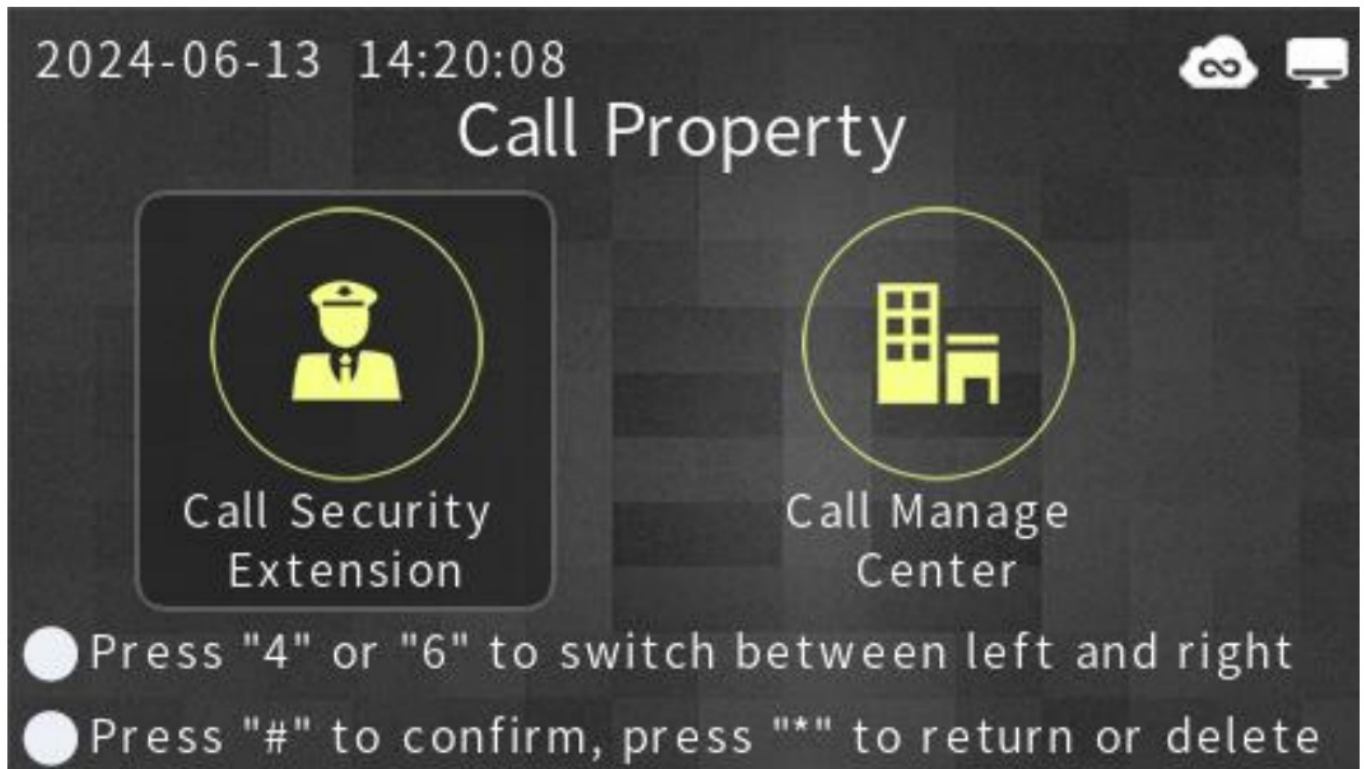 2024-06-13 14:20:08
Call Property
Call Security
Extension
Call Manage
Center
Press "4" or "6" to switch between left and right
Press "#" to confirm, press "*" to return or delete